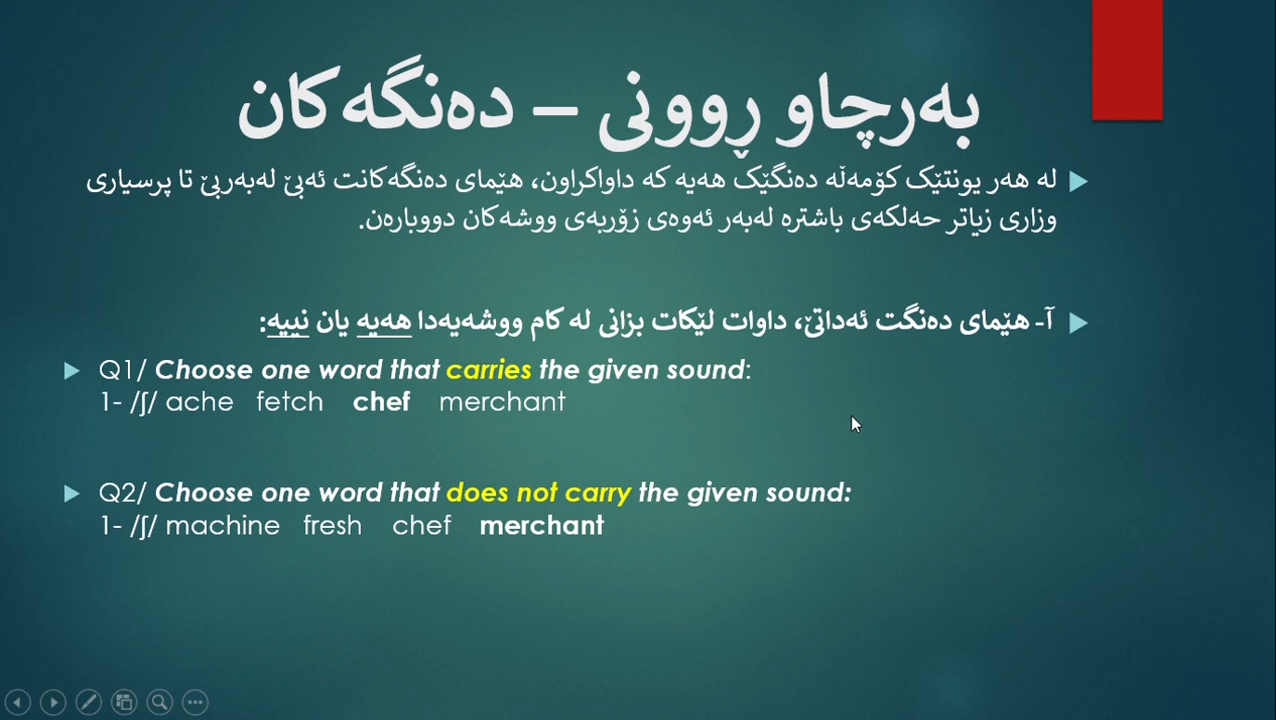 بەرچاو ڕوونی – دەنگەکان
لە هەر یونتێک کۆمەڵە دەنگێک هەیە کە داواکراون، هێمای دەنگەکانت ئەبێ لەبەربێ تا پرسیاری
وزاری زیاتر حەلکەی باشترە لەبەر ئەوەی زۆربەی ووشەکان دووبارەن.
آ- هێمای دەنگت ئەداتێ، داوات لێکات بزانی لە کام ووشەیەدا هەیە یان نییە:
Q1/ Choose one word that carries the given sound:
1- /ʃ/ ache fetch chef merchant
Q2/ Choose one word that does not carry the given sound:
1- /ʃ/ machine fresh chef merchant